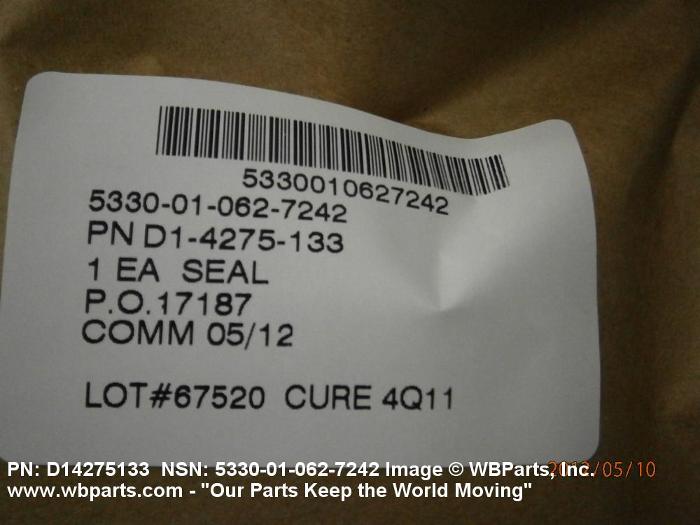 5330010627242
5330-01-062-7242
PN D1-4275-133
1 EA SEAL
P.O.17187
COMM 05/12
LOT#67520 CURE 4Q11
PN: D14275133 NSN: 5330-01-062-7242 Image © WBParts, Inc.
/05/10
www.wbparts.com - "Our Parts Keep the World Moving"